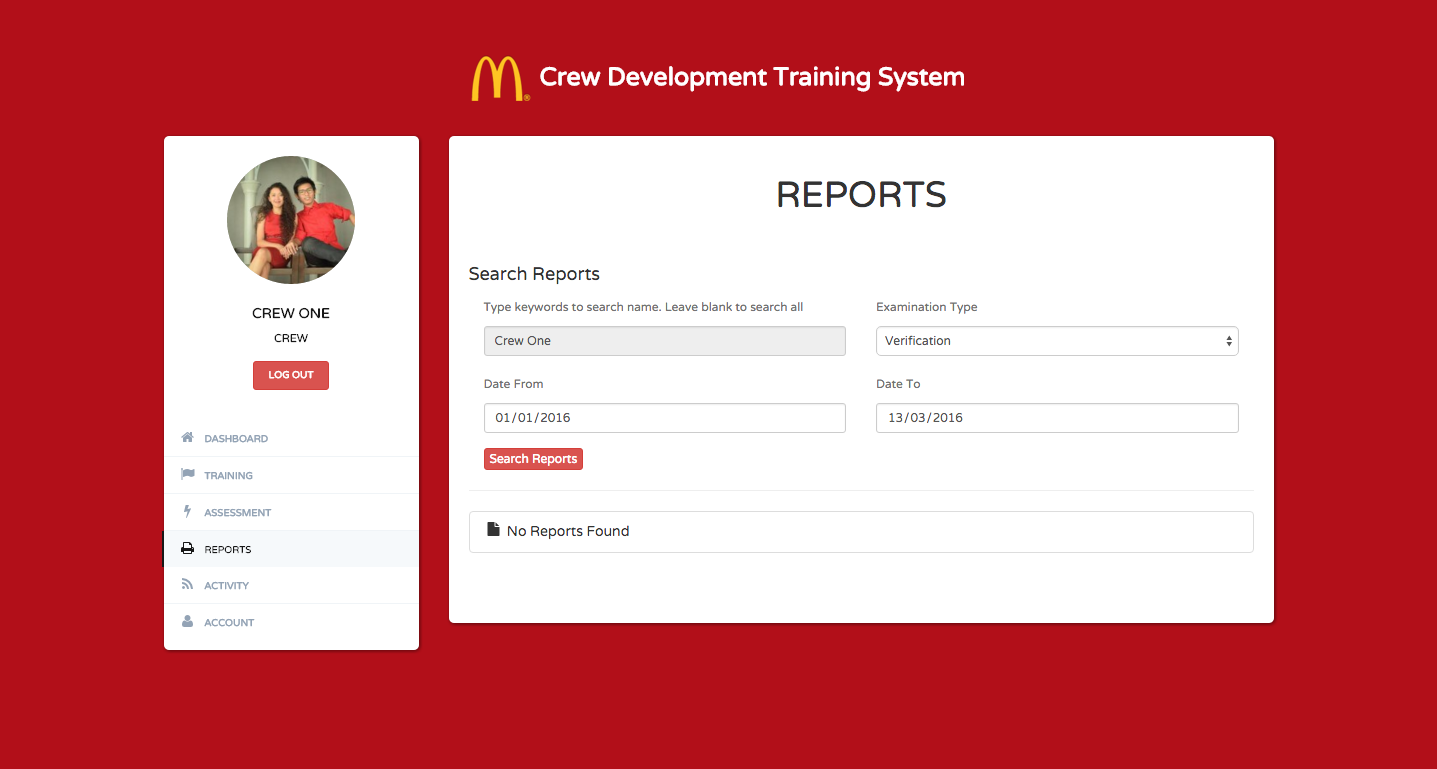 Crew Development Training System
CREW ONE
CREW
LOG OUT
DASHBOARD
TRAINING
ASSESSMENT
REPORTS
ACTIVITY
ACCOUNT
REPORTS
Search Reports
Type keywords to search name. Leave blank to search all
Examination Type
Crew One
Verification
Date From
Date To
01/01/2016
13/03/2016
Search Reports
No Reports Found